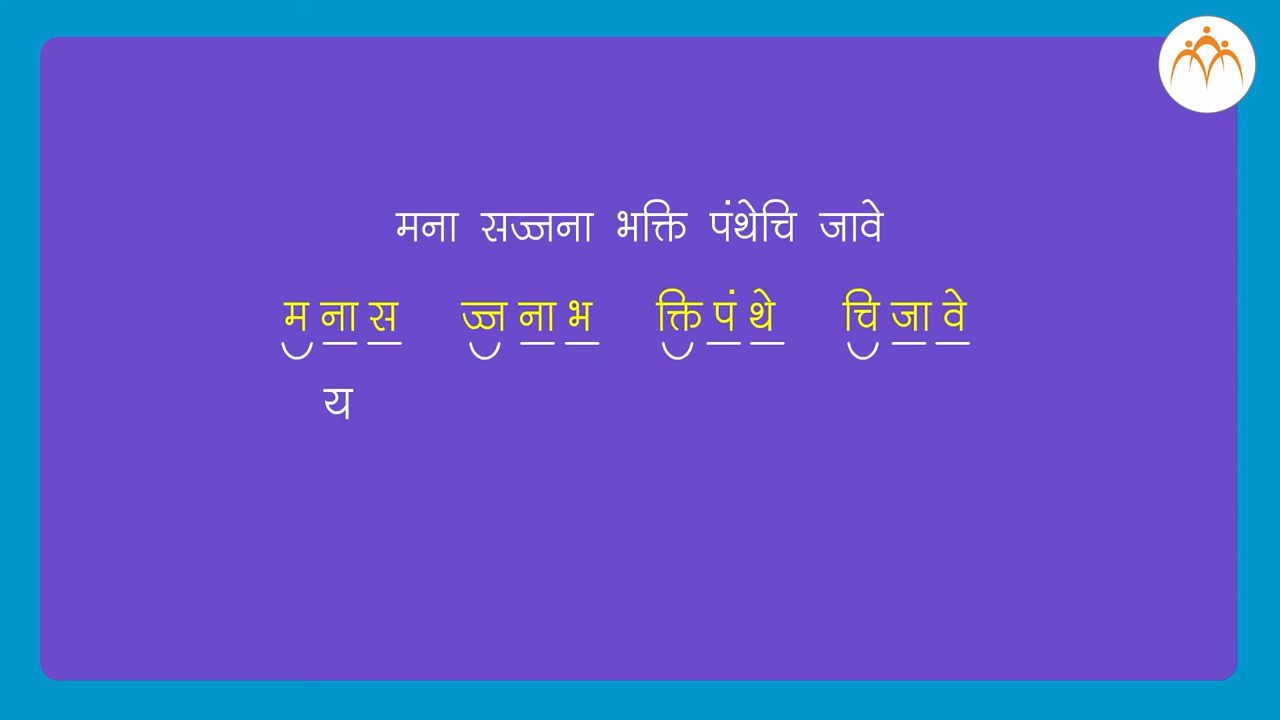 मना सज्जना भक्ति पंथेचि जावे
म ना स ज्ज ना भ क्ति पं थे चि जा वे
य